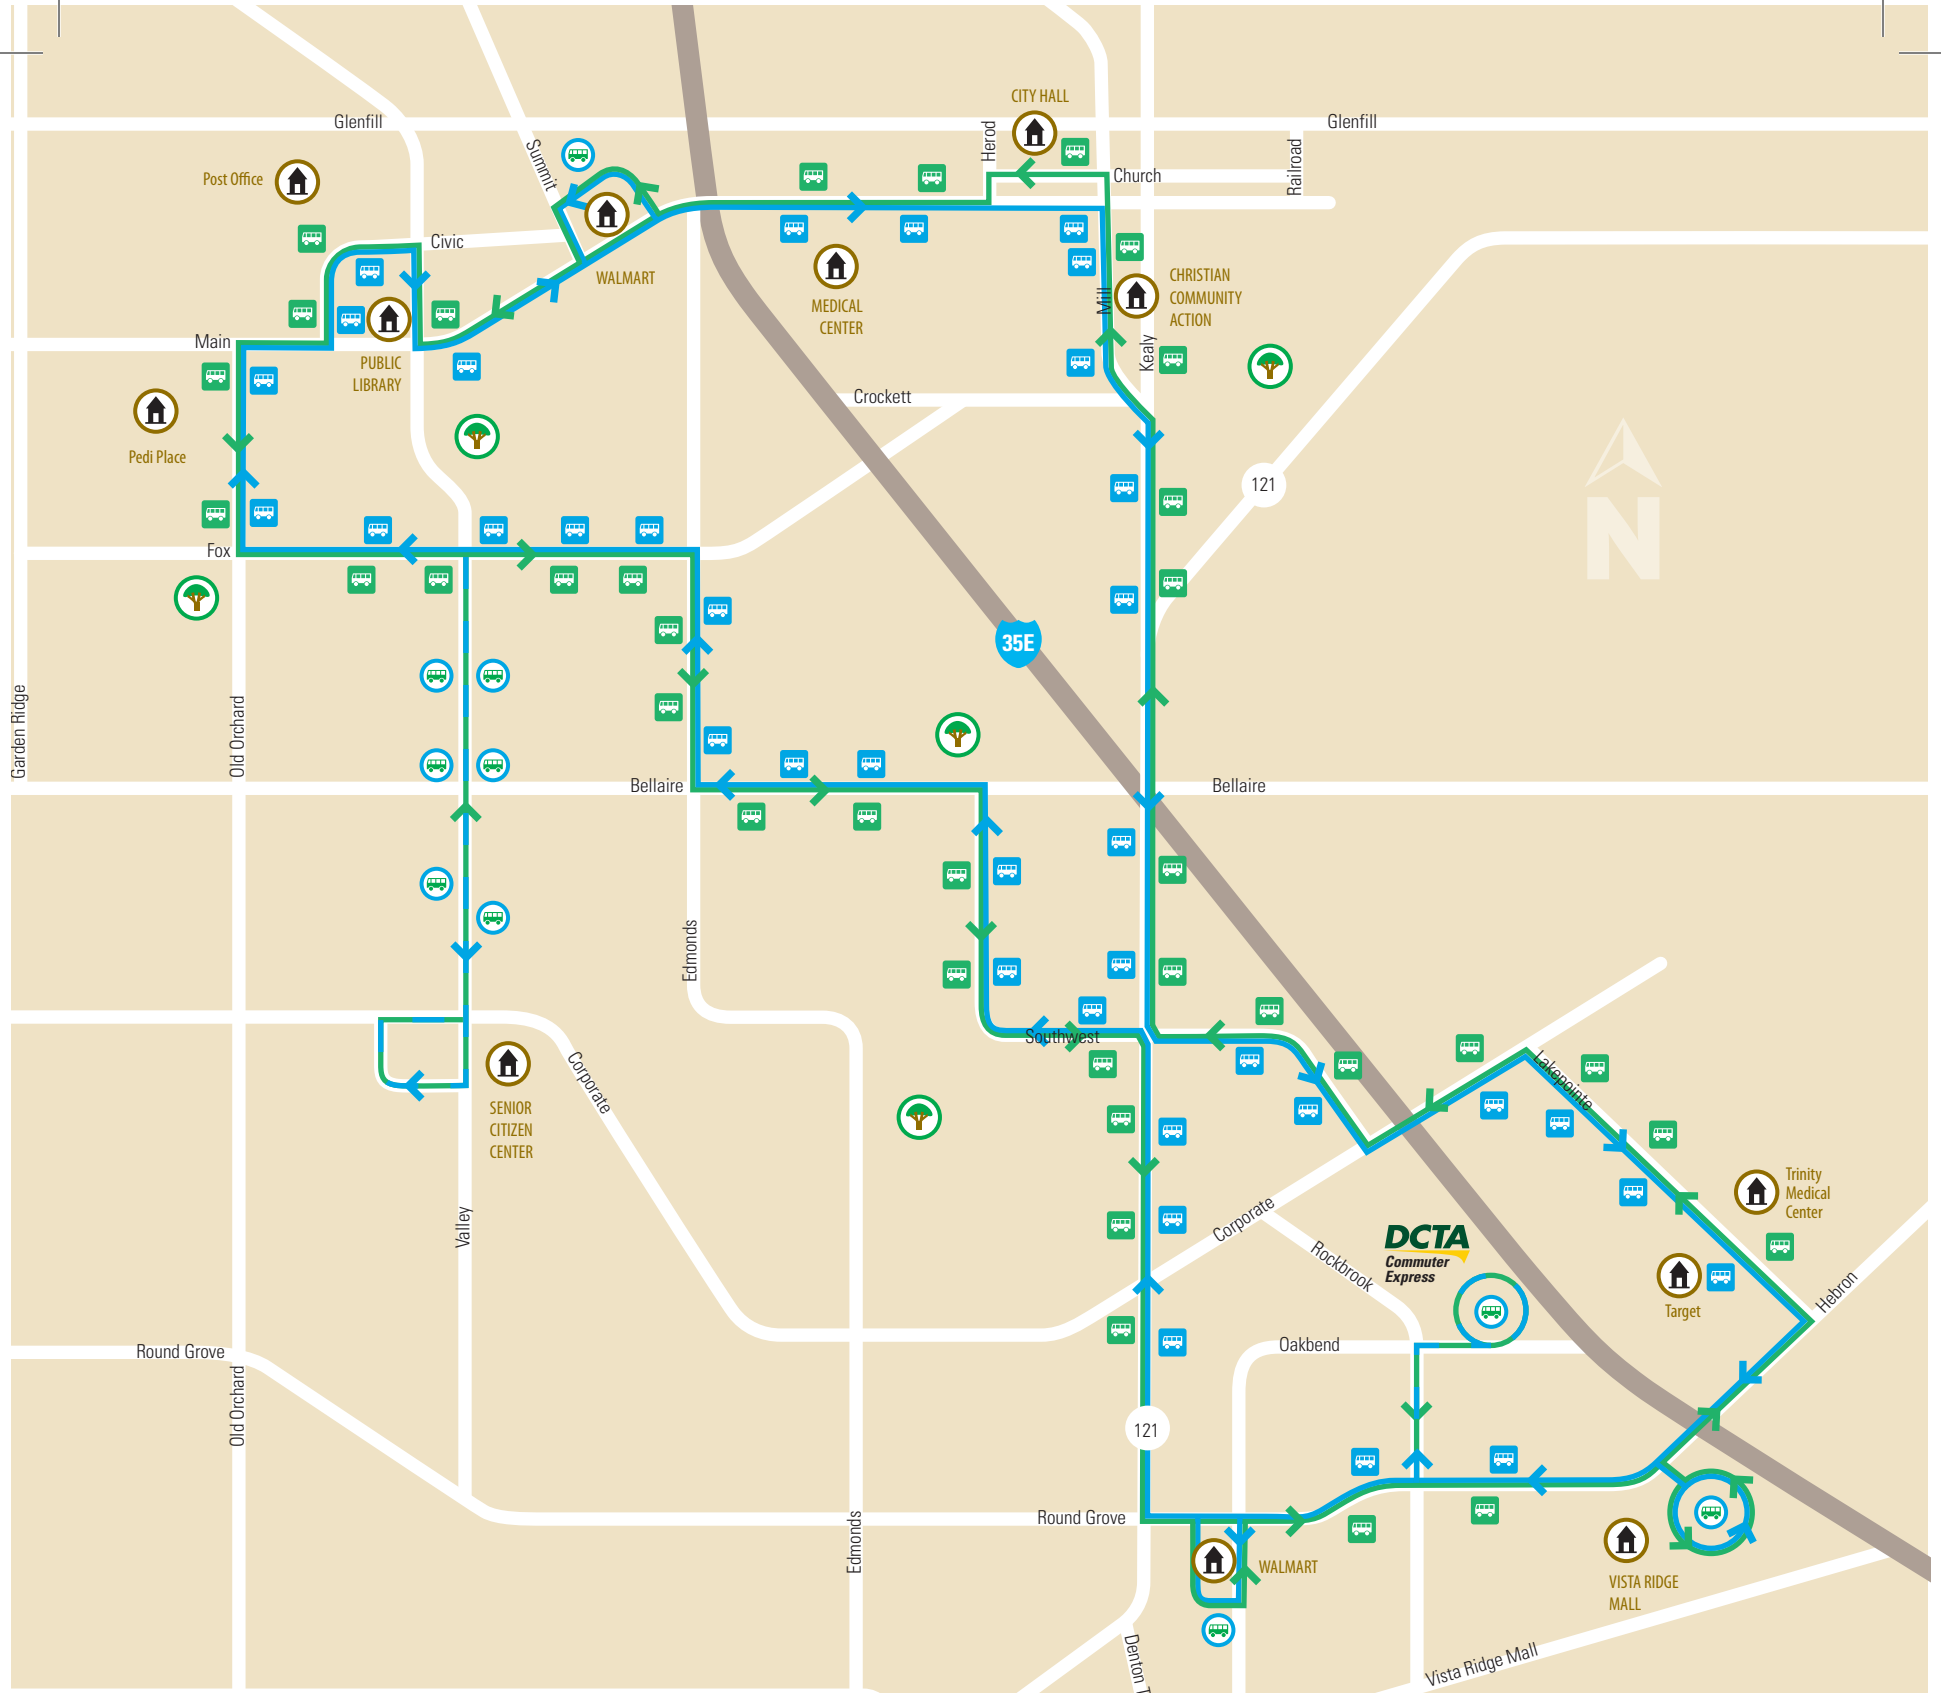 CITY HALL
Glenfill
Glenfill
Herod
Railroad
Summit
Post Office
Church
Civic
WALMART
MEDICAL
CENTER
CHRISTIAN
COMMUNITY
ACTION
Mill
Kealy
Main
PUBLIC
LIBRARY
Crockett
Pedi Place
121
N
Fox
35E
Garden Ridge
Old Orchard
Bellaire
Bellaire
Edmonds
Southwest
Corporate
Lakepointe
SENIOR
CITIZEN
CENTER
Valley
Trinity
Medical
Center
Corporate
Rockbrook
DCTA
Commuter
Express
Target
Hebron
Round Grove
Oakbend
Old Orchard
121
Round Grove
Edmonds
WALMART
VISTA RIDGE
MALL
Denton T
Vista Ridge Mall